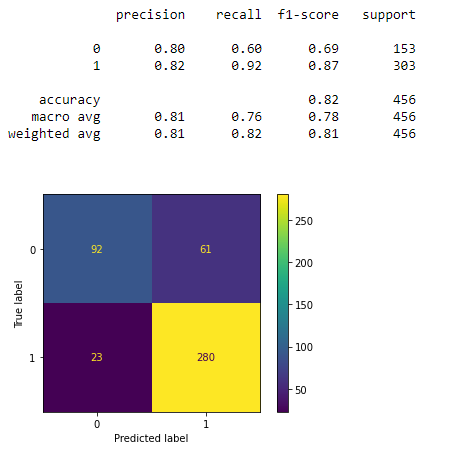 precision recall f1-score support
0 0.80 0.60 0.69 153
1 0.82 0.92 0.87 303
accuracy 0.82 456
macro avg 0.81 0.76 0.78 456
weighted avg 0.81 0.82 0.81 456
250
0 92 61
200
True label
150
1 23 280
100
50
0 1
Predicted label